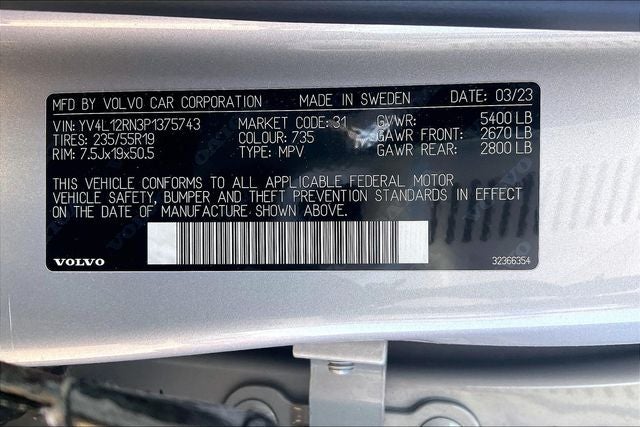 MFD BY VOLVO CAR CORPORATION MADE IN SWEDEN DATE: 03/23
VIN: YV4L12RN3P1375743 MARKET CODE: 31 GVWR: 5400 LB
TIRES: 235/55R19 COLOUR: 735 GAWR FRONT: 2670 LB
RIM: 7.5Jx19x50.5 TYPE: MPV GAWR REAR: 2800 LB
THIS VEHICLE CONFORMS TO ALL APPLICABLE FEDERAL MOTOR
VEHICLE SAFETY, BUMPER AND THEFT PREVENTION STANDARDS IN EFFECT
ON THE DATE OF MANUFACTURE SHOWN ABOVE.
VOLVO 32366354